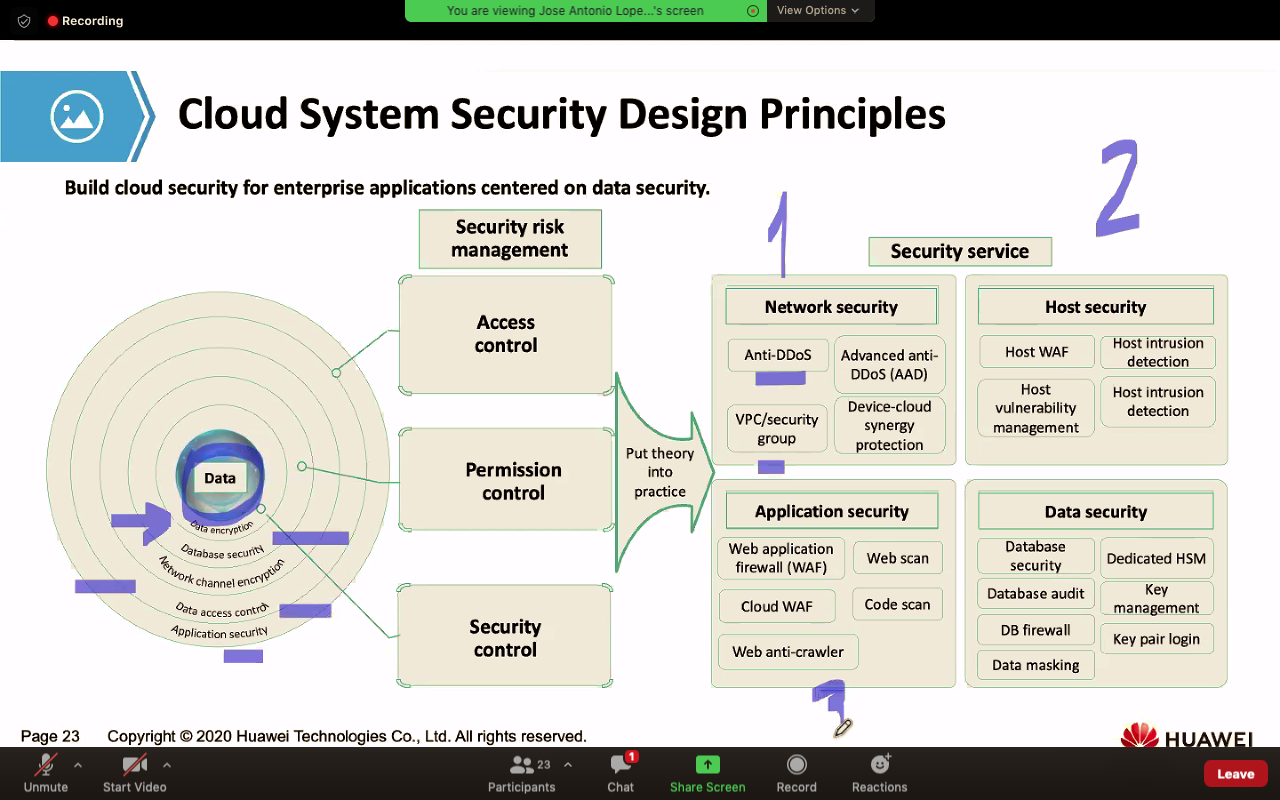 Recording
You are viewing Jose Antonio Lope...'s screen
View Options
Cloud System Security Design Principles
Build cloud security for enterprise applications centered on data security.
1
2
Security risk
management
Security service
Access
control
Permission
control
Security
control
Data
Data encryption
Database security
Network channel encryption
Data access control
Application security
Put theory
into
practice
Network security
Anti-DDoS
Advanced anti-
DDoS (AAD)
VPC/security
group
Device-cloud
synergy
protection
Host security
Host WAF
Host intrusion
detection
Host
vulnerability
management
Host intrusion
detection
Application security
Web application
firewall (WAF)
Web scan
Cloud WAF
Code scan
Web anti-crawler
Data security
Database
security
Dedicated HSM
Database audit
Key
management
DB firewall
Key pair login
Data masking
Page 23
Copyright © 2020 Huawei Technologies Co., Ltd. All rights reserved.
HUAWEI
Unmute
Start Video
Participants
23
Chat
1
Share Screen
Record
Reactions
Leave